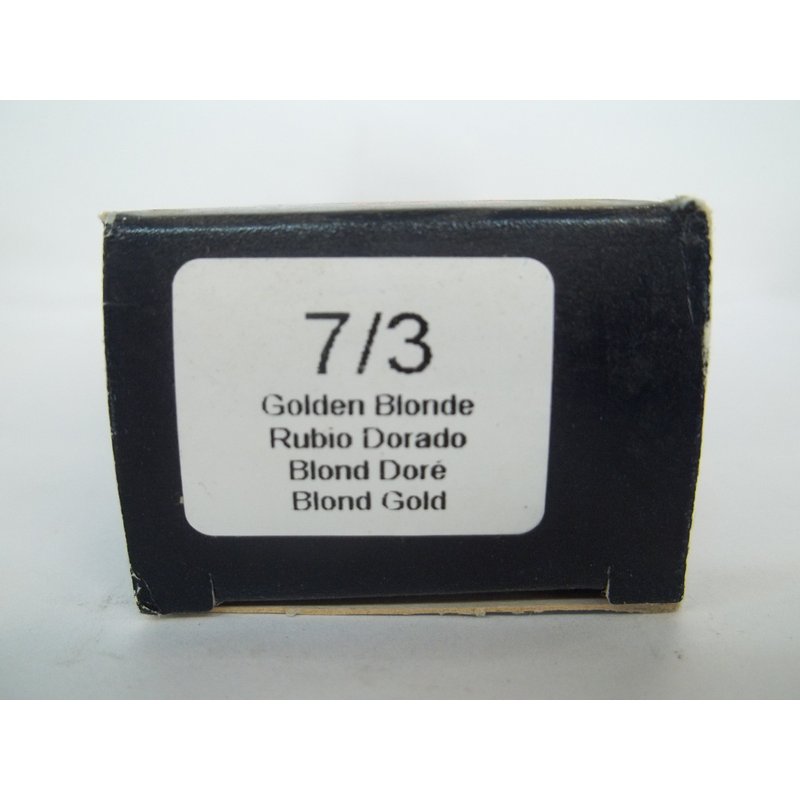 7/3
Golden Blonde
Rubio Dorado
Blond Doré
Blond Gold